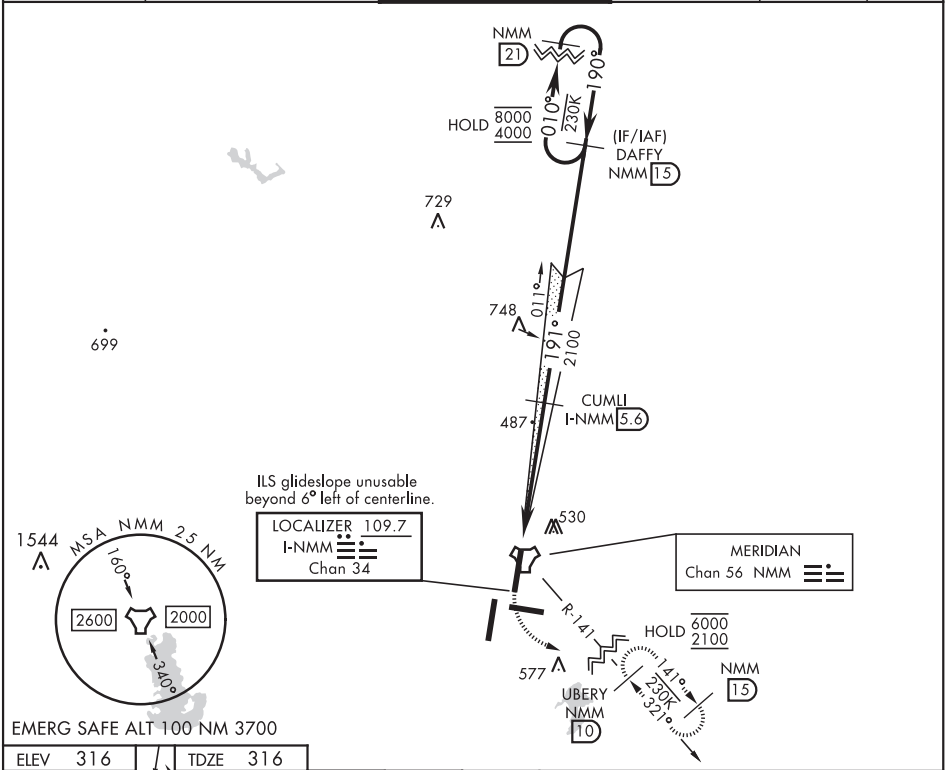 NMM
21
190°
010°
230K
HOLD 8000
4000
(IF/IAF)
DAFFY
NMM 15
729
748
011°
191°
2100
699
CUMLI
I-NMM 5.6
487
ILS glideslope unusable
beyond 6° left of centerline.
LOCALIZER 109.7
I-NMM
Chan 34
530
MERIDIAN
Chan 56 NMM
1544
MSA NMM 25 NM
160°
2600
2000
340°
R-141
HOLD 6000
2100
577
141°
230K
321°
NMM
15
UBERY
NMM
10
EMERG SAFE ALT 100 NM 3700
ELEV 316
TDZE 316